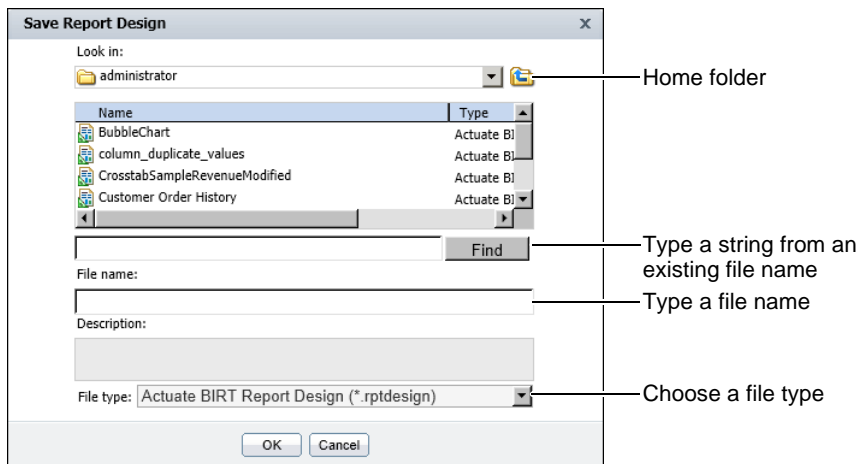 Save Report Design x
Look in:
administrator
Home folder
Name Type
BubbleChart Actuate BI
column_duplicate_values Actuate BI
CrosstabSampleRevenueModified Actuate BI
Customer Order History Actuate BI
Find
Type a string from an
existing file name
File name:
Type a file name
Description:
File type: Actuate BIRT Report Design (*.rptdesign)
Choose a file type
OK Cancel